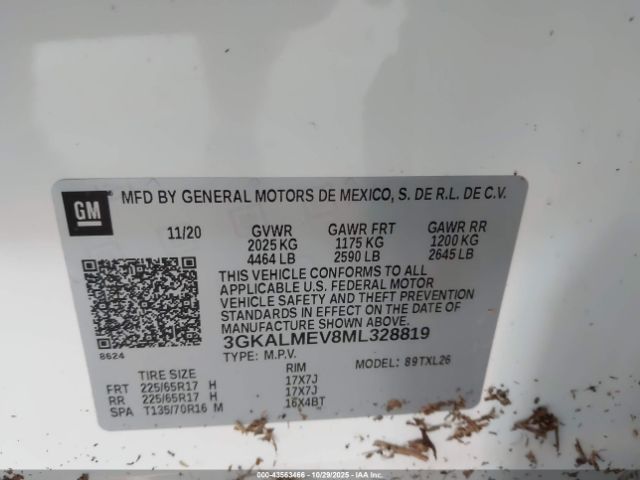 GM
MFD BY GENERAL MOTORS DE MEXICO, S. DE R.L. DE C.V.
11/20 GVWR GAWR FRT GAWR RR
2025 KG 1175 KG 1200 KG
4464 LB 2590 LB 2645 LB
THIS VEHICLE CONFORMS TO ALL
APPLICABLE U.S. FEDERAL MOTOR
VEHICLE SAFETY AND THEFT PREVENTION
STANDARDS IN EFFECT ON THE DATE OF
MANUFACTURE SHOWN ABOVE.
8624
3GKALMEV8ML328819
TYPE: M.P.V. MODEL: 89TXL26
TIRE SIZE RIM
FRT 225/65R17 H 17X7J
RR 225/65R17 H 17X7J
SPA T135/70R16 M 16X4BT
000-43563466 - 10/29/2025 - IAA Inc.